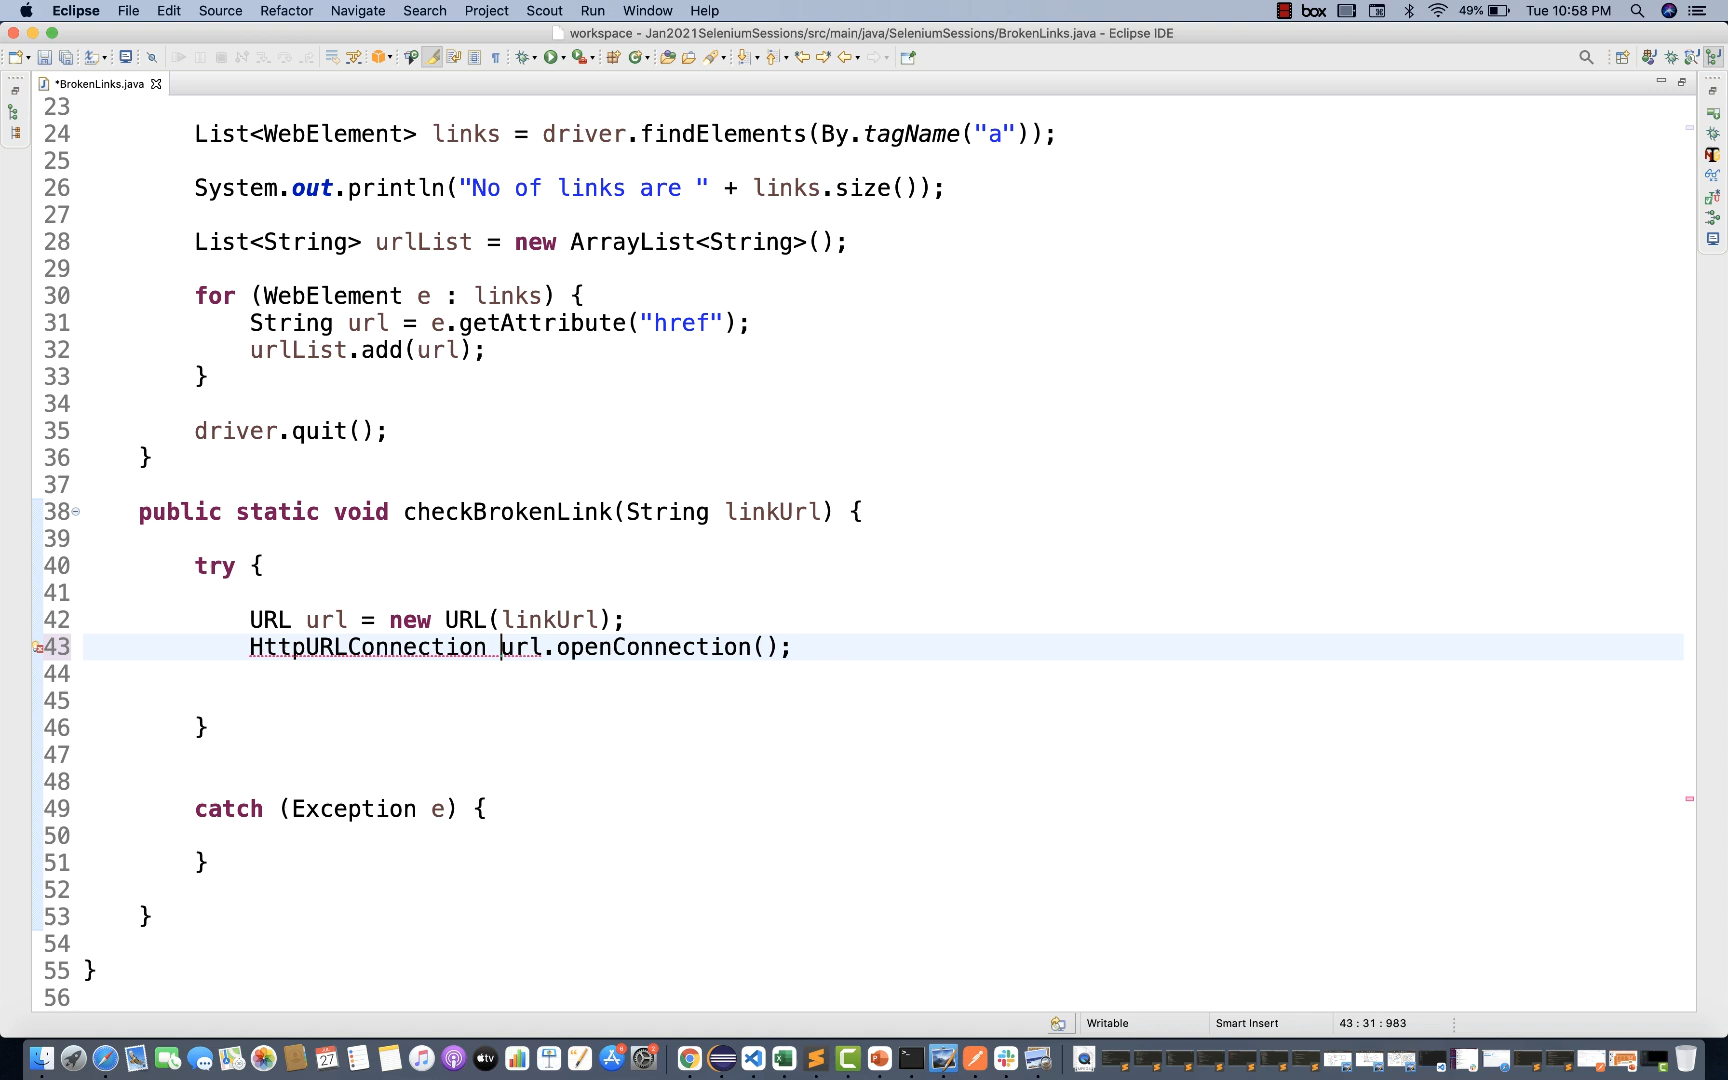 Eclipse File Edit Source Refactor Navigate Search Project Scout Run Window Help box 49% Tue 10:58 PM
workspace - Jan2021SeleniumSessions/src/main/java/SeleniumSessions/BrokenLinks.java - Eclipse IDE
*BrokenLinks.java
23
24 List<WebElement> links = driver.findElements(By.tagName("a"));
25
26 System.out.println("No of links are " + links.size());
27
28 List<String> urlList = new ArrayList<String>();
29
30 for (WebElement e : links) {
31 String url = e.getAttribute("href");
32 urlList.add(url);
33 }
34
35 driver.quit();
36 }
37
38 public static void checkBrokenLink(String linkUrl) {
39
40 try {
41
42 URL url = new URL(linkUrl);
43 HttpURLConnection url.openConnection();
44
45
46 }
47
48
49 catch (Exception e) {
50
51 }
52
53 }
54
55 }
56
Writable Smart Insert 43 : 31 : 983